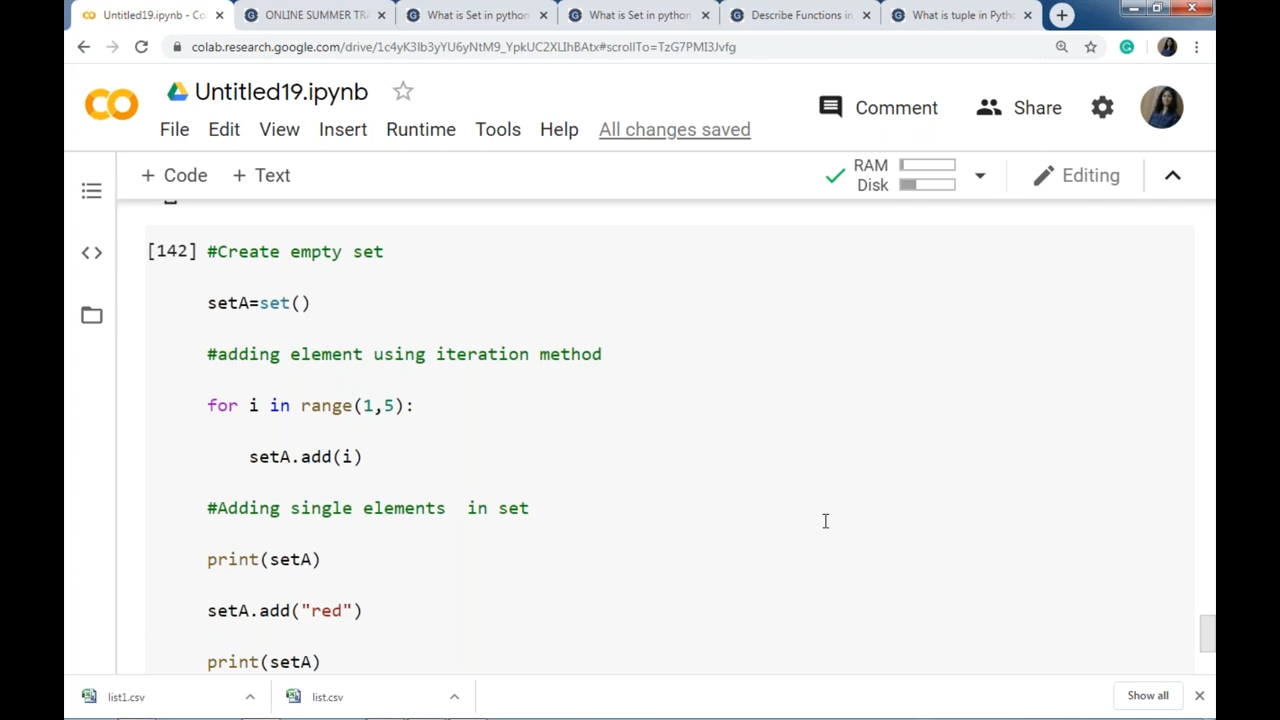 Untitled19.ipynb - Co
ONLINE SUMMER TRA
What is Set in python
What is Set in python
Describe Functions in
What is tuple in Pytho
colab.research.google.com/drive/1c4yK3Ib3yYU6yNtM9_YpkUC2XLIhBAtx#scrollTo=TzG7PMI3Jvfg
CO
Untitled19.ipynb
File Edit View Insert Runtime Tools Help All changes saved
Comment
Share
+ Code + Text
RAM
Disk
Editing
[142] #Create empty set
setA=set()
#adding element using iteration method
for i in range(1,5):
setA.add(i)
#Adding single elements  in set
print(setA)
setA.add("red")
print(setA)
list1.csv
list.csv
Show all